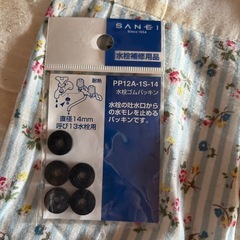 SANEI
Since 1954
水栓補修用品
耐熱
PP12A-1S-14
水栓ゴムパッキン
直径14mm
呼び13水栓用
水栓の吐水口から
の水モレを止める
パッキン。